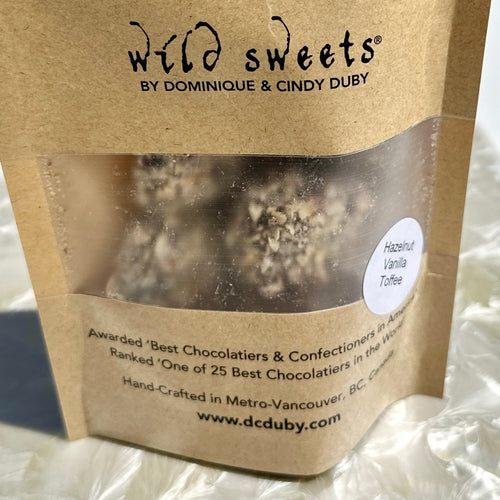 wild sweets®
BY DOMINIQUE & CINDY DUBY
Hazelnut
Vanilla
Toffee
Awarded 'Best Chocolatiers & Confectioners in America
Ranked 'One of 25 Best Chocolatiers in the World
Hand-Crafted in Metro-Vancouver, BC. Canada
www.dcduby.com